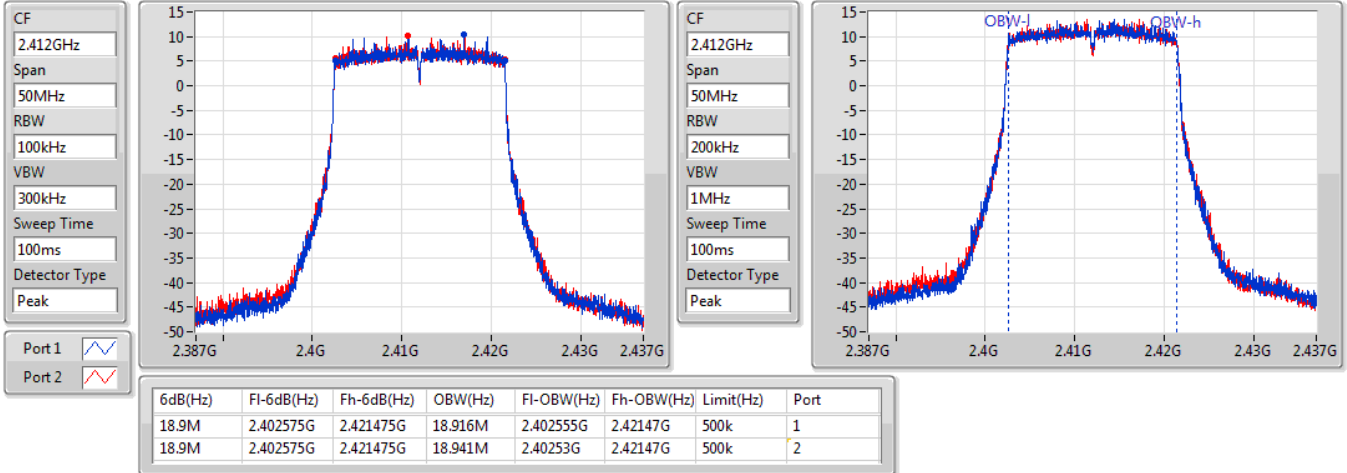 CF
2.412GHz
Span
50MHz
RBW
100kHz
VBW
300kHz
Sweep Time
100ms
Detector Type
Peak
Port 1
Port 2
15
10
5
0
-5
-10
-15
-20
-25
-30
-35
-40
-45
-50
2.387G 2.4G 2.41G 2.42G 2.43G 2.437G
CF
2.412GHz
Span
50MHz
RBW
200kHz
VBW
1MHz
Sweep Time
100ms
Detector Type
Peak
OBW-l OBW-h
15
10
5
0
-5
-10
-15
-20
-25
-30
-35
-40
-45
-50
2.387G 2.4G 2.41G 2.42G 2.43G 2.437G
6dB(Hz) Fl-6dB(Hz) Fh-6dB(Hz) OBW(Hz) Fl-OBW(Hz) Fh-OBW(Hz) Limit(Hz) Port
18.9M 2.402575G 2.421475G 18.916M 2.402555G 2.42147G 500k 1
18.9M 2.402575G 2.421475G 18.941M 2.40253G 2.42147G 500k 2